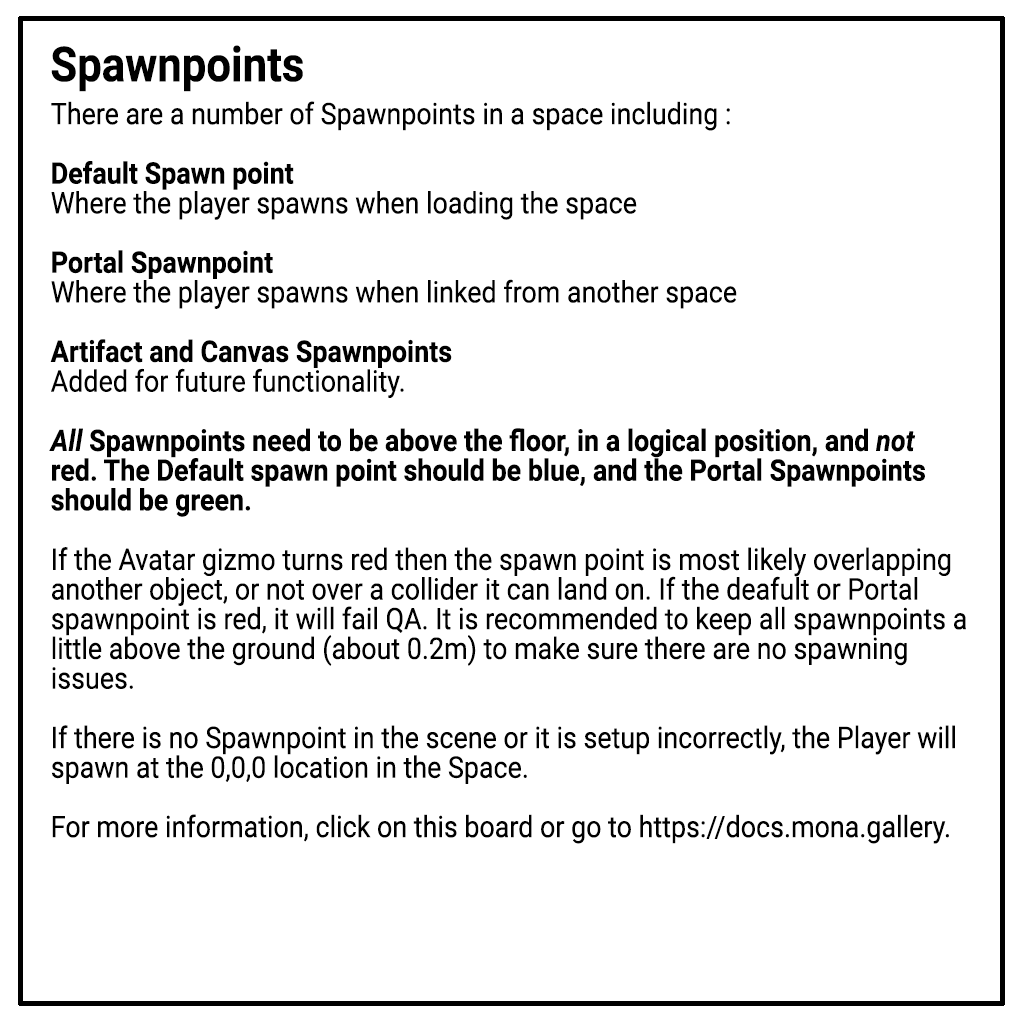 Spawnpoints
There are a number of Spawnpoints in a space including :
Default Spawn point
Where the player spawns when loading the space
Portal Spawnpoint
Where the player spawns when linked from another space
Artifact and Canvas Spawnpoints
Added for future functionality.
All Spawnpoints need to be above the floor, in a logical position, and not
red. The Default spawn point should be blue, and the Portal Spawnpoints
should be green.
If the Avatar gizmo turns red then the spawn point is most likely overlapping
another object, or not over a collider it can land on. If the deafult or Portal
spawnpoint is red, it will fail QA. It is recommended to keep all spawnpoints a
little above the ground (about 0.2m) to make sure there are no spawning
issues.
If there is no Spawnpoint in the scene or it is setup incorrectly, the Player will
spawn at the 0,0,0 location in the Space.
For more information, click on this board or go to https://docs.mona.gallery.